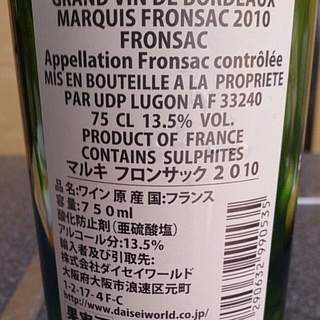 GRAND VIN DE BORDEAUX
MARQUIS FRONSAC 2010
FRONSAC
Appellation Fronsac contrôlée
MIS EN BOUTEILLE A LA PROPRIETE
PAR UDP LUGON A F 33240
75 CL 13.5% VOL.
PRODUCT OF FRANCE
CONTAINS SULPHITES
マルキ フロンサック 2010
品名:ワイン 原産国:フランス
容量:750ml
酸化防止剤(亜硫酸塩)
アルコール分:13.5%
輸入者及び引取先:
株式会社ダイセイワールド
大阪府大阪市浪速区元町
1-2-17-4 F-C
http://www.daiseiworld.co.jp/
290632 990535